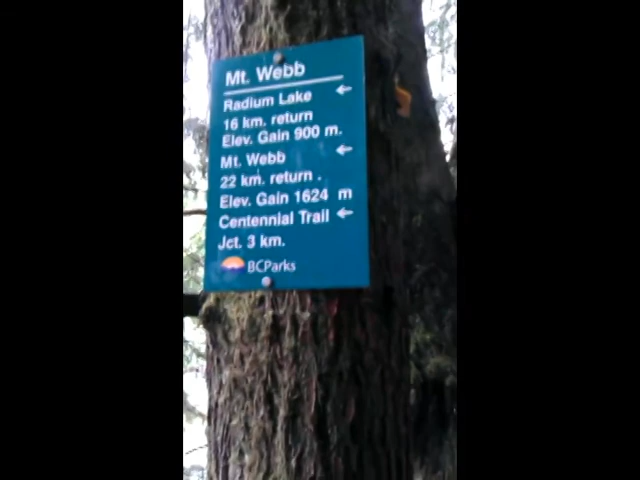 Mt. Webb
Radium Lake ←
16 km. return
Elev. Gain 900 m.
Mt. Webb ←
22 km. return .
Elev. Gain 1624 m
Centennial Trail ←
Jct. 3 km.
BCParks